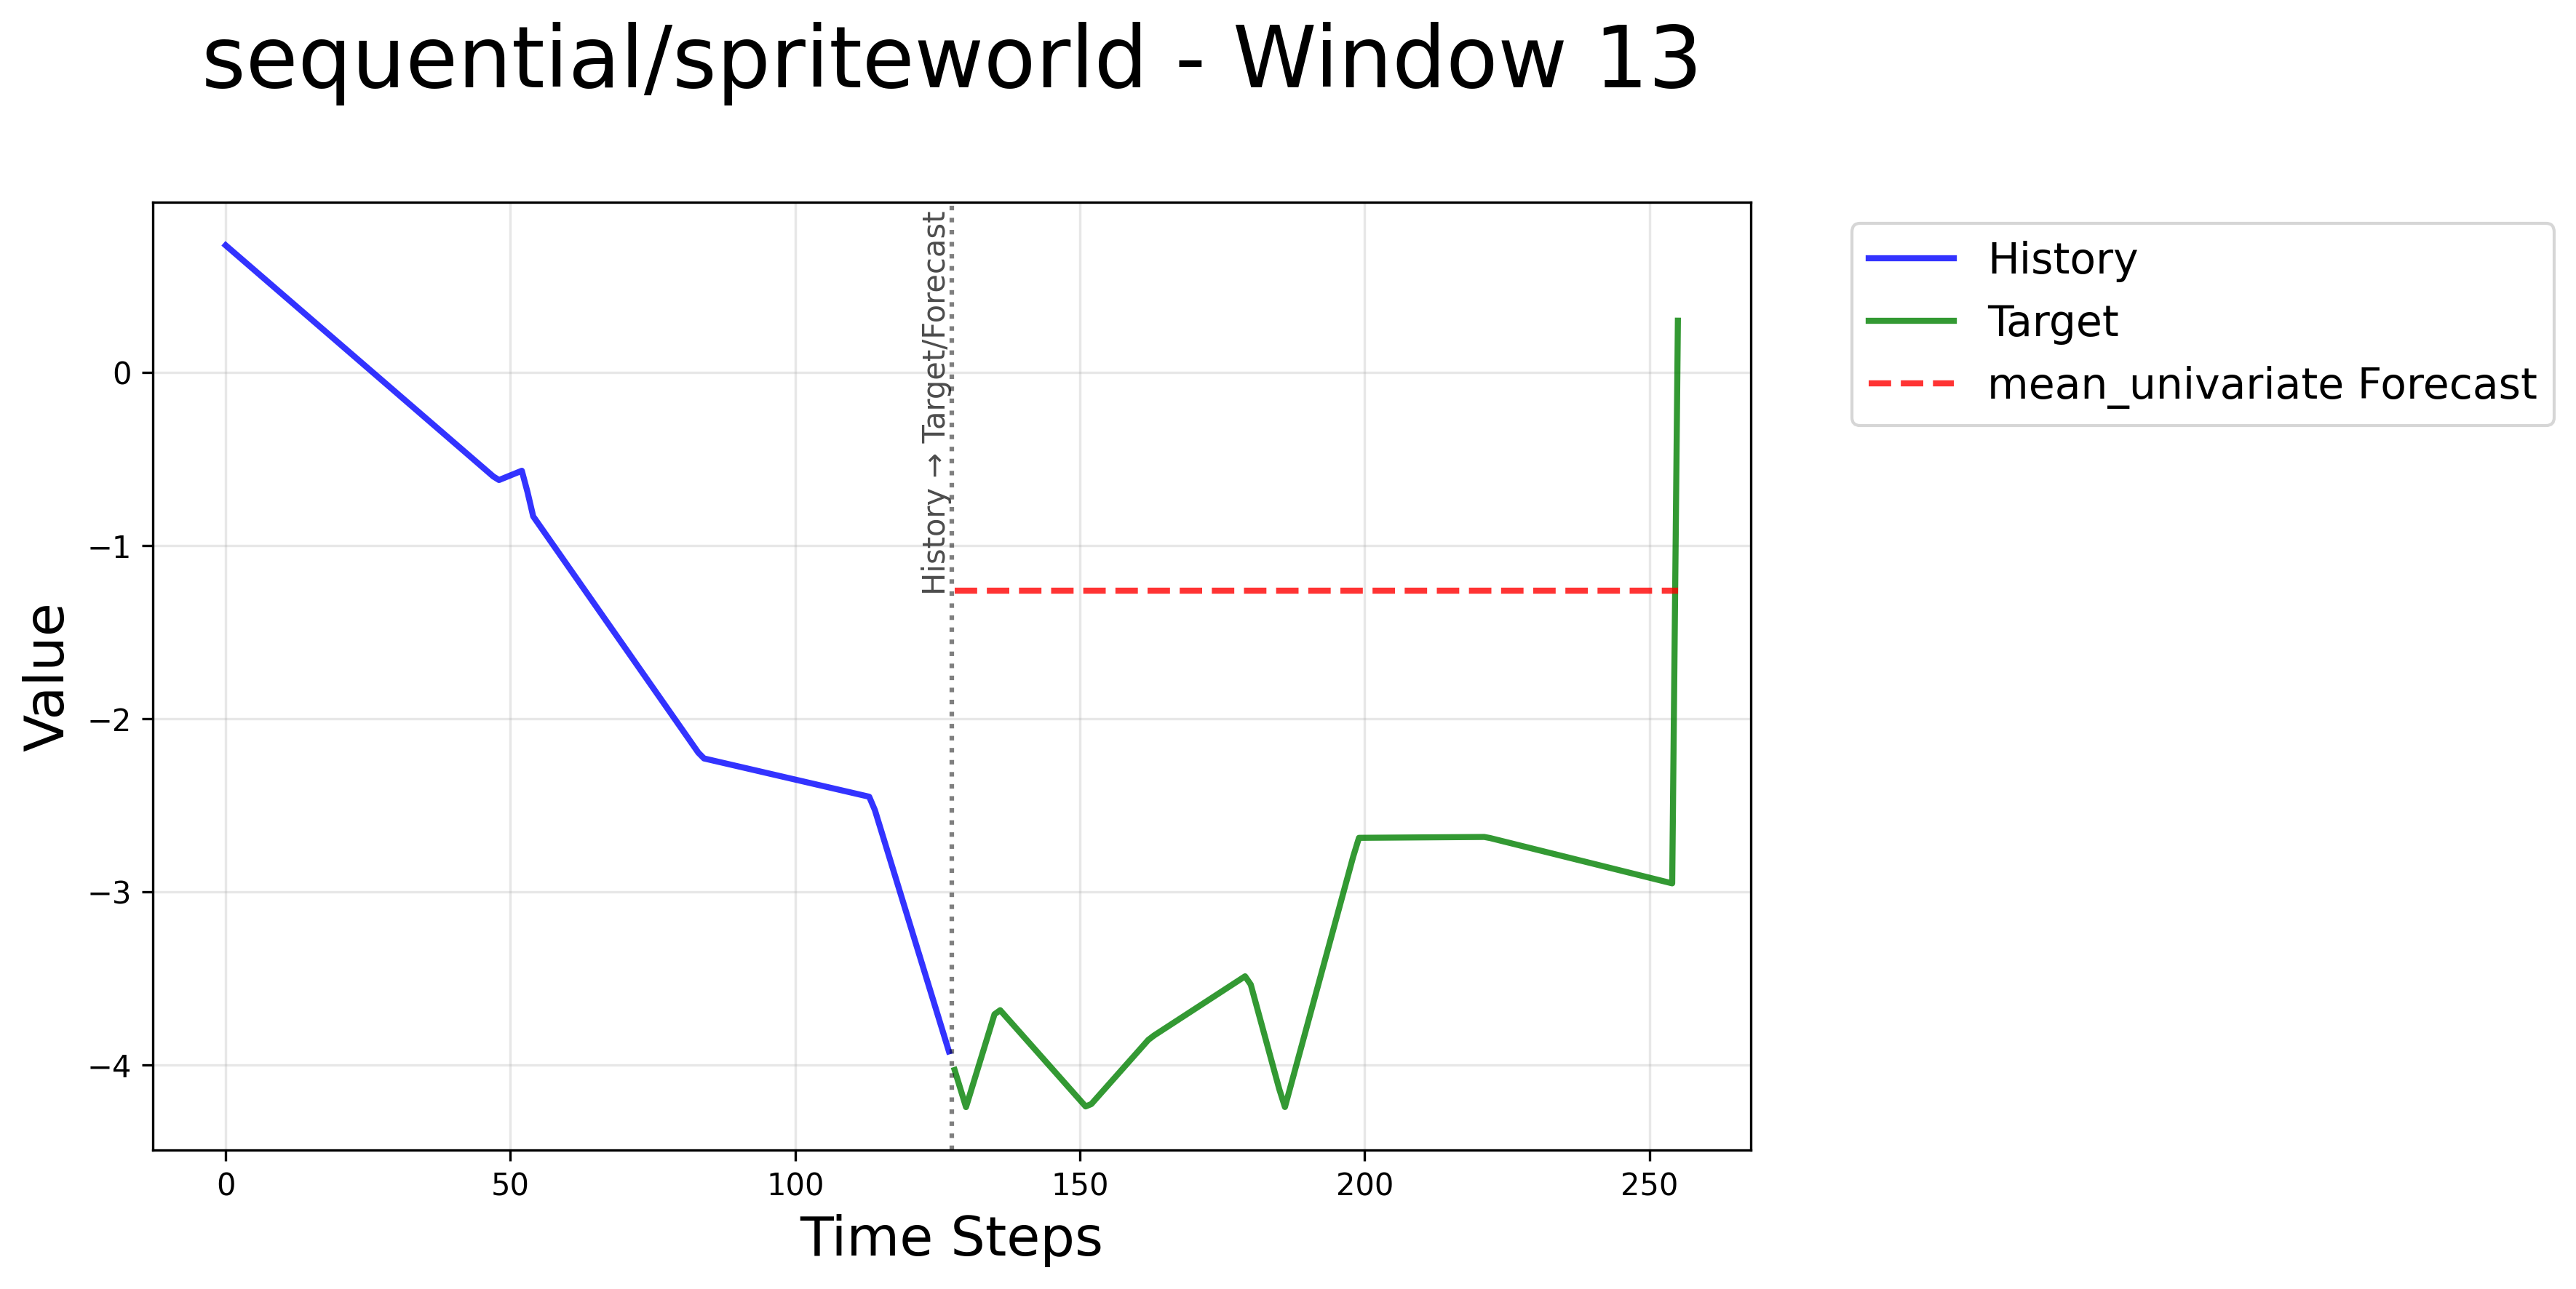 sequential/spriteworld - Window 13
History → Target/Forecast
History
Target
mean_univariate Forecast
Value
0
−1
−2
−3
−4
0
50
100
150
200
250
Time Steps